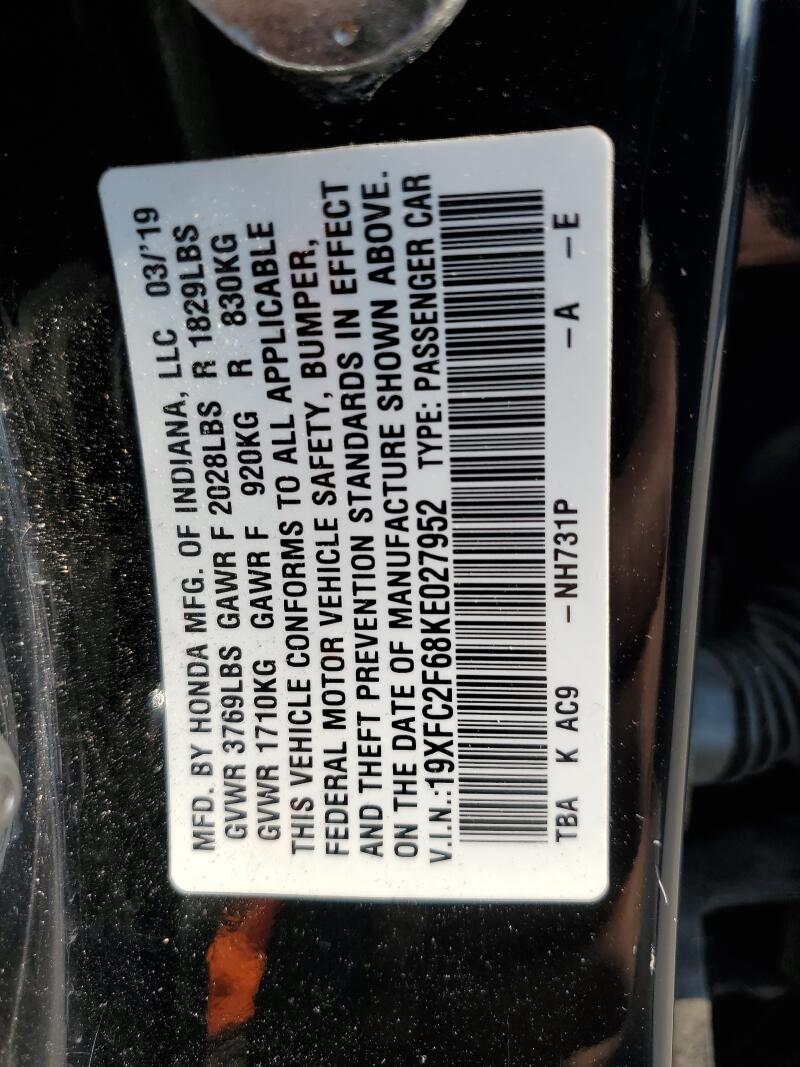 MFD. BY HONDA MFG. OF INDIANA, LLC 03/'19
GVWR 3769LBS GAWR F 2028LBS R 1829LBS
GVWR 1710KG GAWR F 920KG R 830KG
THIS VEHICLE CONFORMS TO ALL APPLICABLE
FEDERAL MOTOR VEHICLE SAFETY, BUMPER,
AND THEFT PREVENTION STANDARDS IN EFFECT
ON THE DATE OF MANUFACTURE SHOWN ABOVE.
V.I.N.:19XFC2F68KE027952 TYPE: PASSENGER CAR
TBA K AC9 –NH731P –A –E